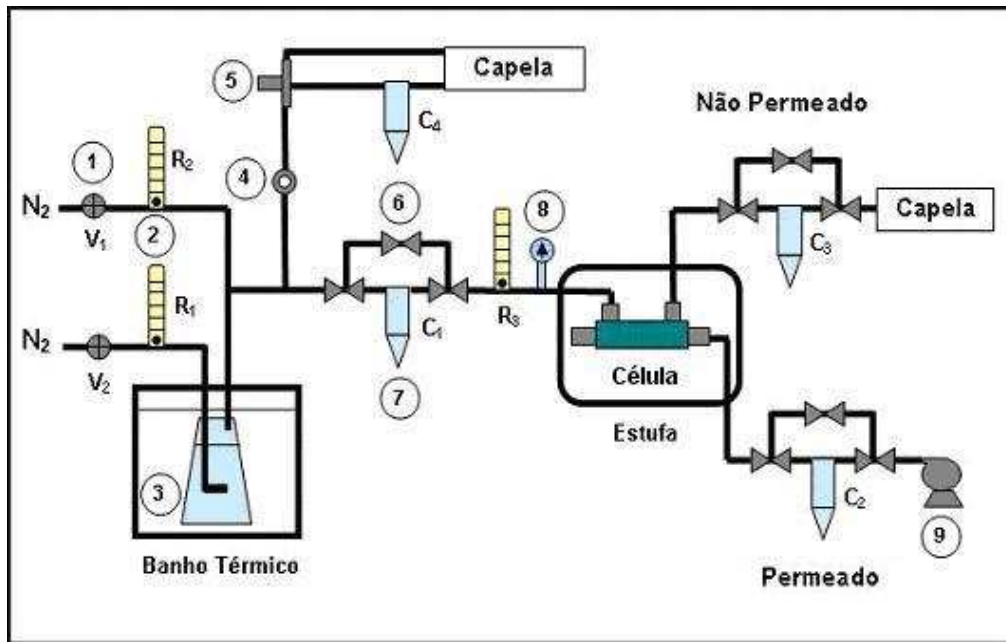 5
Capela
C4
Não Permeado
1
R2
4
6
8
N2
V1
2
Capela
C3
R1
C1
R3
N2
V2
7
Célula
Estufa
3
C2
9
Banho Térmico
Permeado